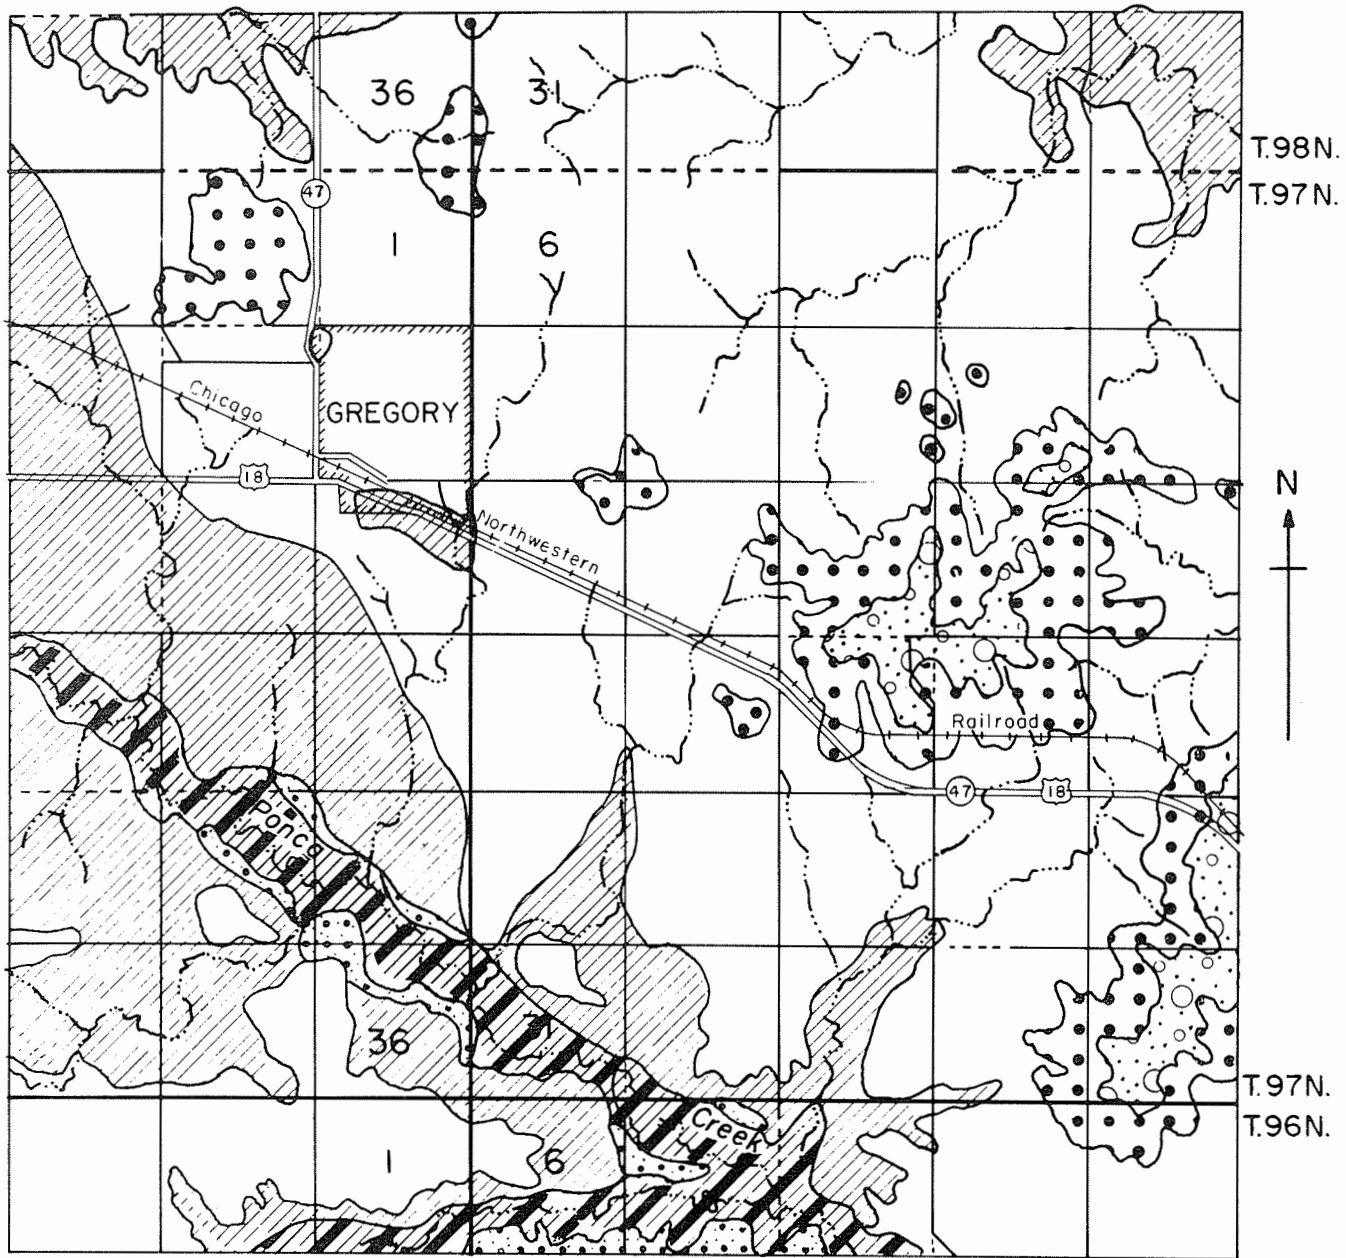 36
31
T.98N.
T.97N.
47
1
6
Chicago
GREGORY
18
Northwestern
N
Railroad
47
18
Ponca
36
31
T.97N.
T.96N.
Creek
1
6